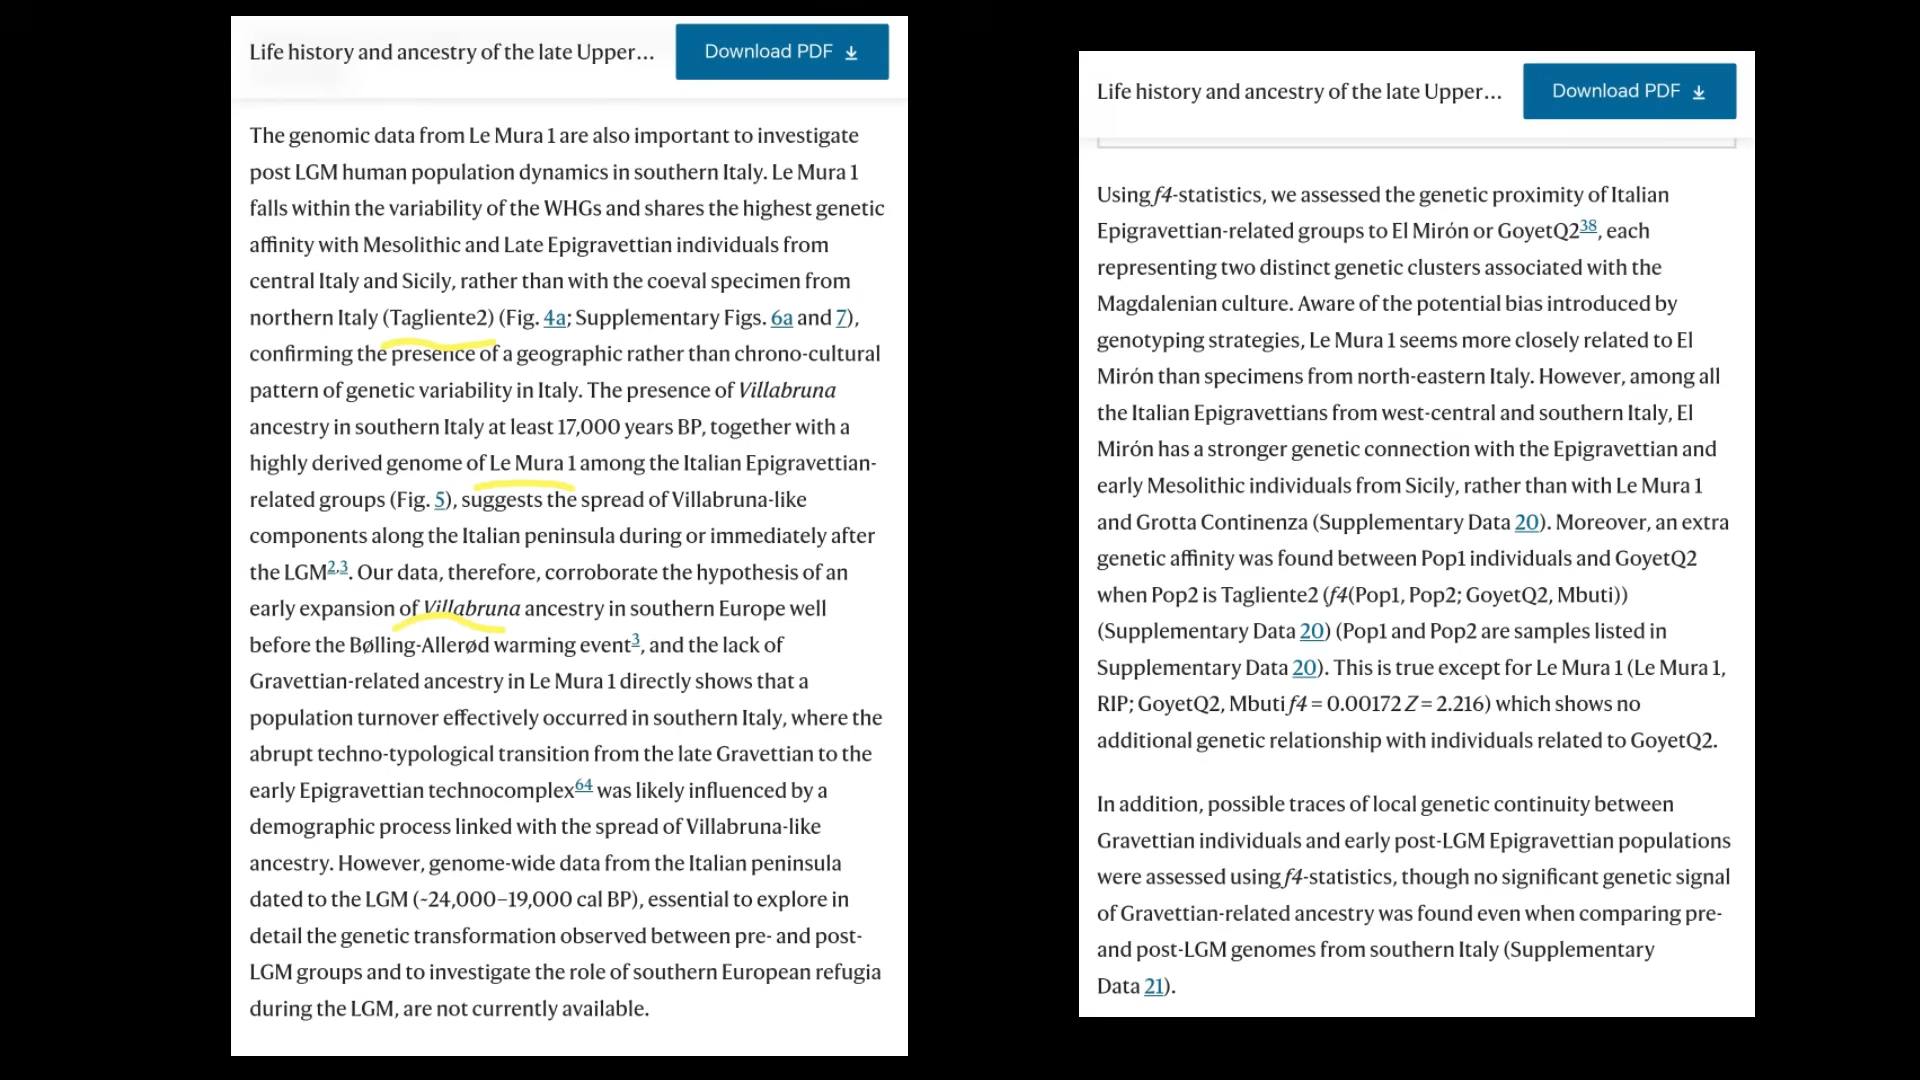 Life history and ancestry of the late Upper...
Download PDF
The genomic data from Le Mura 1 are also important to investigate
post LGM human population dynamics in southern Italy. Le Mura 1
falls within the variability of the WHGs and shares the highest genetic
affinity with Mesolithic and Late Epigravettian individuals from
central Italy and Sicily, rather than with the coeval specimen from
northern Italy (Tagliente2) (Fig. 4a; Supplementary Figs. 6a and 7),
confirming the presence of a geographic rather than chrono-cultural
pattern of genetic variability in Italy. The presence of Villabruna
ancestry in southern Italy at least 17,000 years BP, together with a
highly derived genome of Le Mura 1 among the Italian Epigravettian-
related groups (Fig. 5), suggests the spread of Villabruna-like
components along the Italian peninsula during or immediately after
the LGM2,3. Our data, therefore, corroborate the hypothesis of an
early expansion of Villabruna ancestry in southern Europe well
before the Bølling-Allerød warming event3, and the lack of
Gravettian-related ancestry in Le Mura 1 directly shows that a
population turnover effectively occurred in southern Italy, where the
abrupt techno-typological transition from the late Gravettian to the
early Epigravettian technocomplex64 was likely influenced by a
demographic process linked with the spread of Villabruna-like
ancestry. However, genome-wide data from the Italian peninsula
dated to the LGM (~24,000–19,000 cal BP), essential to explore in
detail the genetic transformation observed between pre- and post-
LGM groups and to investigate the role of southern European refugia
during the LGM, are not currently available.
Life history and ancestry of the late Upper...
Download PDF
Using f4-statistics, we assessed the genetic proximity of Italian
Epigravettian-related groups to El Mirón or GoyetQ238, each
representing two distinct genetic clusters associated with the
Magdalenian culture. Aware of the potential bias introduced by
genotyping strategies, Le Mura 1 seems more closely related to El
Mirón than specimens from north-eastern Italy. However, among all
the Italian Epigravettians from west-central and southern Italy, El
Mirón has a stronger genetic connection with the Epigravettian and
early Mesolithic individuals from Sicily, rather than with Le Mura 1
and Grotta Continenza (Supplementary Data 20). Moreover, an extra
genetic affinity was found between Pop1 individuals and GoyetQ2
when Pop2 is Tagliente2 (f4(Pop1, Pop2; GoyetQ2, Mbuti))
(Supplementary Data 20) (Pop1 and Pop2 are samples listed in
Supplementary Data 20). This is true except for Le Mura 1 (Le Mura 1,
RIP; GoyetQ2, Mbuti f4 = 0.00172 Z = 2.216) which shows no
additional genetic relationship with individuals related to GoyetQ2.
In addition, possible traces of local genetic continuity between
Gravettian individuals and early post-LGM Epigravettian populations
were assessed using f4-statistics, though no significant genetic signal
of Gravettian-related ancestry was found even when comparing pre-
and post-LGM genomes from southern Italy (Supplementary
Data 21).